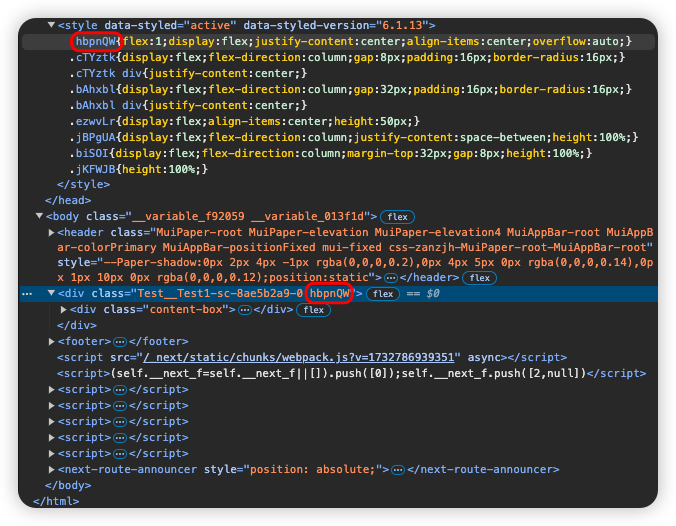 ▼<style data-styled="active" data-styled-version="6.1.13">
.hbpnQW{flex:1;display:flex;justify-content:center;align-items:center;overflow:auto;}
.cTYztk{display:flex;flex-direction:column;gap:8px;padding:16px;border-radius:16px;}
.cTYztk div{justify-content:center;}
.bAhxbl{display:flex;flex-direction:column;gap:32px;padding:16px;border-radius:16px;}
.bAhxbl div{justify-content:center;}
.ezwvLr{display:flex;align-items:center;height:50px;}
.jBPgUA{display:flex;flex-direction:column;justify-content:space-between;height:100%;}
.biSOI{display:flex;flex-direction:column;margin-top:32px;gap:8px;height:100%;}
.jKFWJB{height:100%;}
</style>
</head>
▼<body class="__variable_f92059 __variable_013f1d"> flex
▶<header class="MuiPaper-root MuiPaper-elevation MuiPaper-elevation4 MuiAppBar-root MuiAppB
ar-colorPrimary MuiAppBar-positionFixed mui-fixed css-zanzjh-MuiPaper-root-MuiAppBar-root"
style="--Paper-shadow:0px 2px 4px -1px rgba(0,0,0,0.2),0px 4px 5px 0px rgba(0,0,0,0.14),0p
x 1px 10px 0px rgba(0,0,0,0.12);position:static">⋯</header> flex
⋯ ▼<div class="Test__Test1-sc-8ae5b2a9-0 hbpnQW"> flex == $0
▶<div class="content-box">⋯</div> flex
</div>
▶<footer>⋯</footer>
<script src="/_next/static/chunks/webpack.js?v=1732786939351" async></script>
<script>(self.__next_f=self.__next_f||[]).push([0]);self.__next_f.push([2,null])</script>
▶<script>⋯</script>
▶<script>⋯</script>
▶<script>⋯</script>
▶<script>⋯</script>
▶<script>⋯</script>
▶<next-route-announcer style="position: absolute;">⋯</next-route-announcer>
</body>
</html>